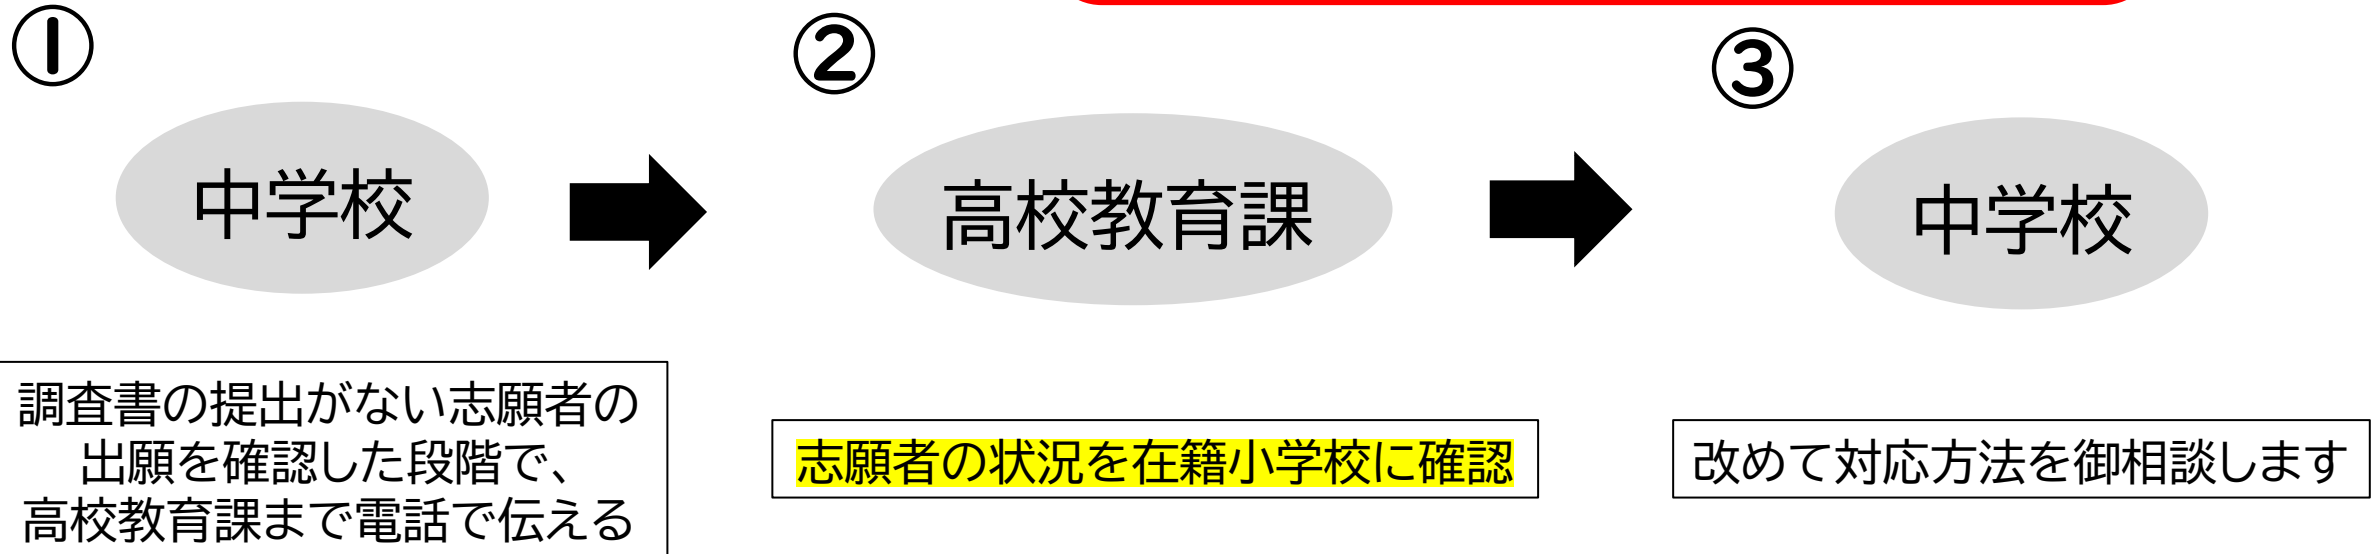 ①
中学校
調査書の提出がない志願者の
出願を確認した段階で、
高校教育課まで電話で伝える
②
高校教育課
志願者の状況を在籍小学校に確認
③
中学校
改めて対応方法を御相談します